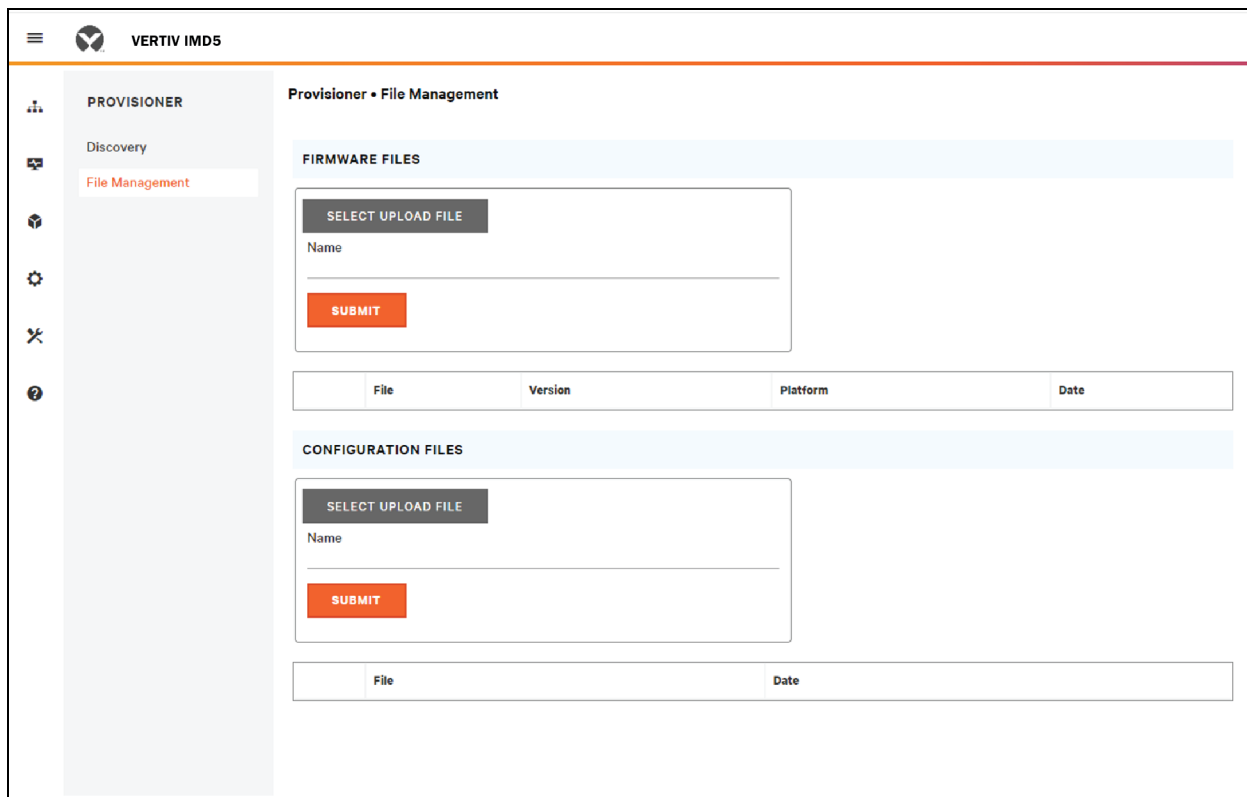 VERTIV IMD5
PROVISIONER
Discovery
File Management
Provisioner • File Management
FIRMWARE FILES
SELECT UPLOAD FILE
Name
SUBMIT
File Version Platform Date
CONFIGURATION FILES
SELECT UPLOAD FILE
Name
SUBMIT
File Date